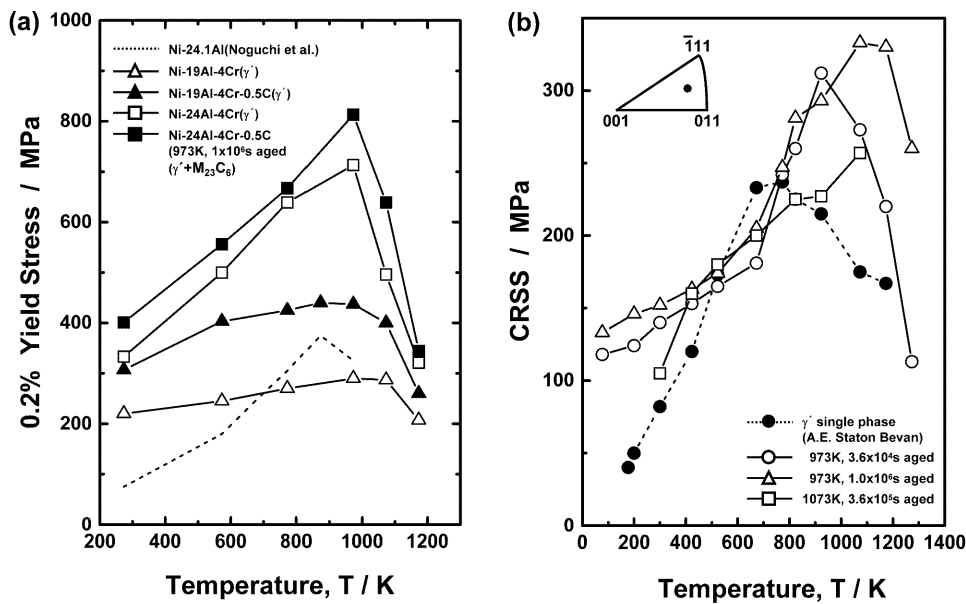 (a)
1000
800
600
400
200
0
200 400 600 800 1000 1200
0.2% Yield Stress / MPa
Temperature, T / K
Ni-24.1Al(Noguchi et al.)
Ni-19Al-4Cr(γ´)
Ni-19Al-4Cr-0.5C(γ´)
Ni-24Al-4Cr(γ´)
Ni-24Al-4Cr-0.5C
(973K, 1x10⁶s aged
(γ´+M₂₃C₆)
(b)
300
200
100
0
0 200 400 600 800 1000 1200 1400
CRSS / MPa
Temperature, T / K
1̅11
001
011
γ´ single phase
(A.E. Staton Bevan)
973K, 3.6x10⁴s aged
973K, 1.0x10⁶s aged
1073K, 3.6x10⁵s aged